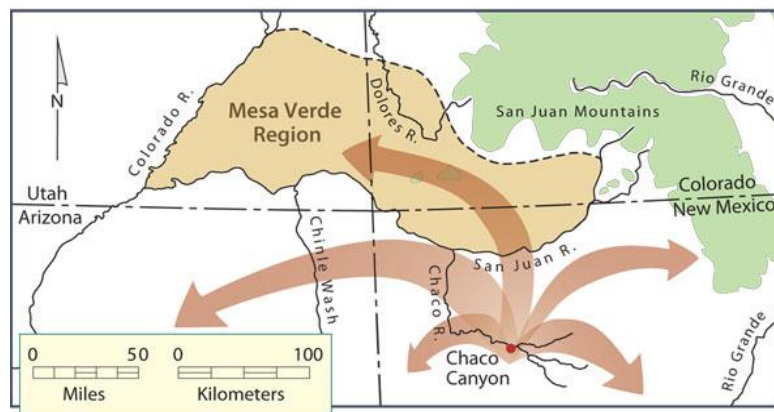 N
Colorado R.
Mesa Verde
Region
Dolores R.
San Juan Mountains
Rio Grande
Utah
Arizona
Colorado
New Mexico
Chinle Wash
Chaco R.
San Juan R.
Chaco
Canyon
Rio Grande
0 50 0 100
Miles Kilometers